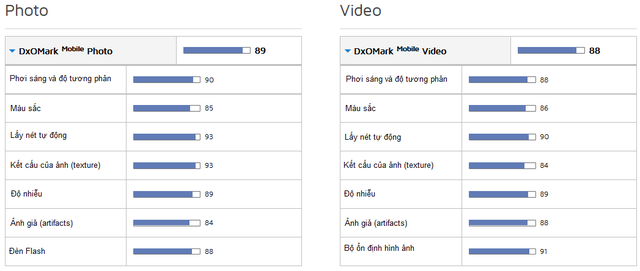 Photo
DxOMark Mobile Photo 89
Phơi sáng và độ tương phản 90
Màu sắc 85
Lấy nét tự động 93
Kết cấu của ảnh (texture) 93
Độ nhiễu 89
Ảnh giả (artifacts) 84
Đèn Flash 88
Video
DxOMark Mobile Video 88
Phơi sáng và độ tương phản 88
Màu sắc 86
Lấy nét tự động 90
Kết cấu của ảnh (texture) 84
Độ nhiễu 89
Ảnh giả (artifacts) 88
Bộ ổn định hình ảnh 91